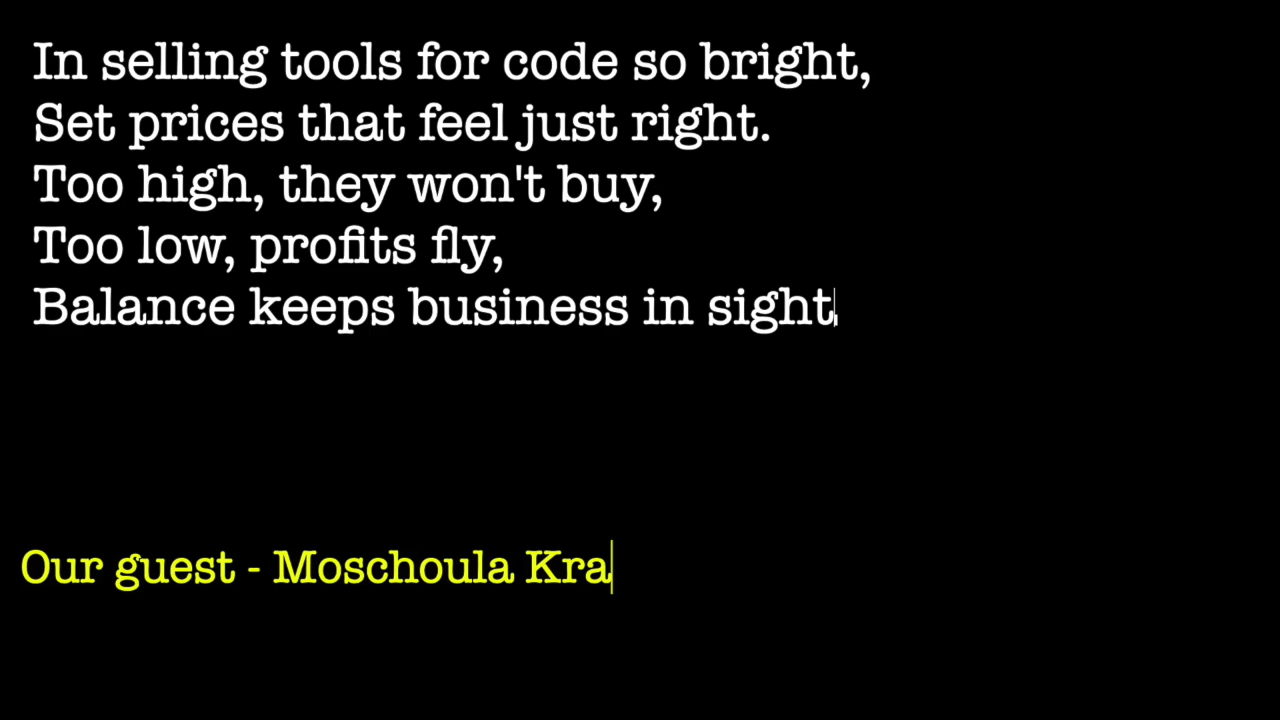 In selling tools for code so bright,
Set prices that feel just right.
Too high, they won't buy,
Too low, profits fly,
Balance keeps business in sight.
Our guest - Moschoula Kra